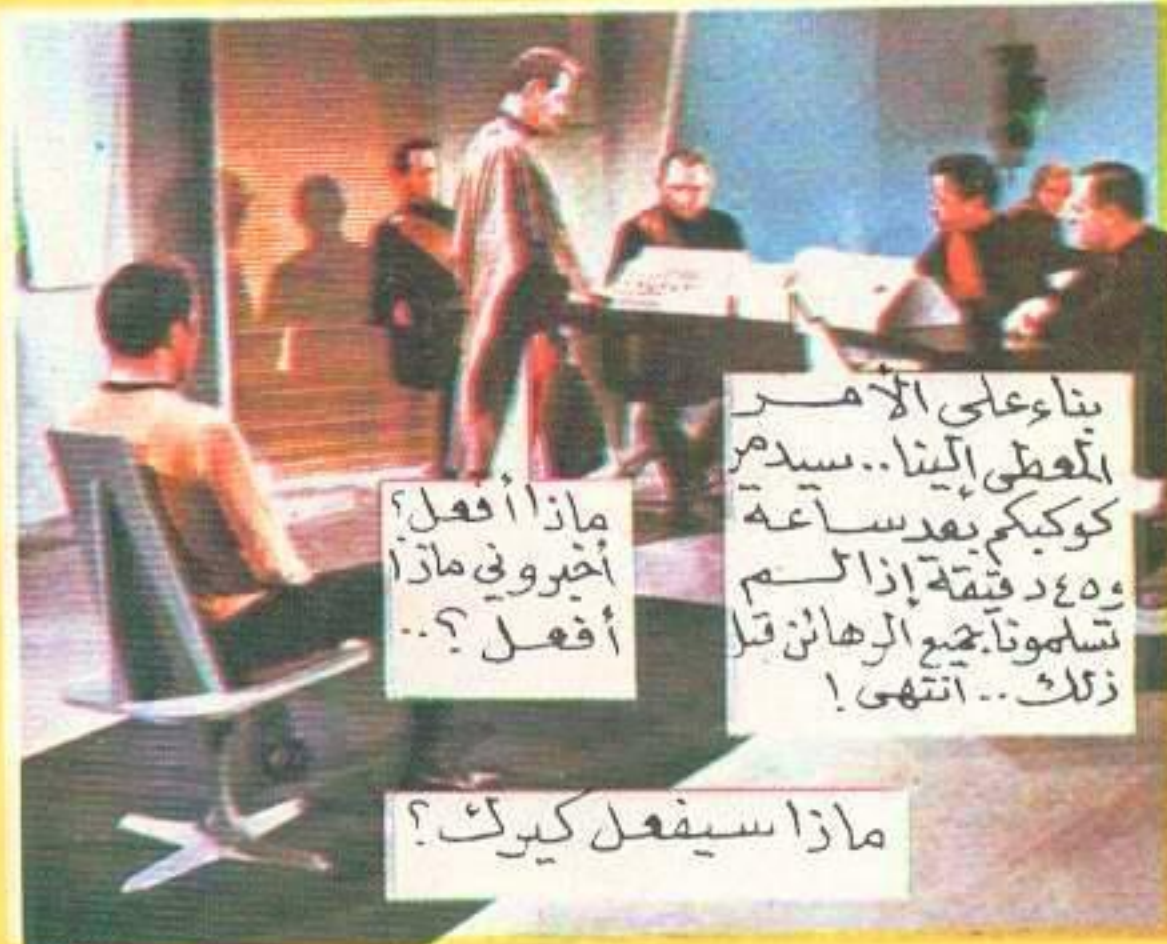 بناء على الأمر
المعطى إلينا.. سيدمر
كوكبكم بعد ساعة
و٤٥ دقيقة إذا لم
تسلمونا جميع الرهائن قبل
ذلك.. انتهى!
ماذا أفعل؟
أخبروني ماذا
أفعل؟..
ماذا سيفعل كيرك؟